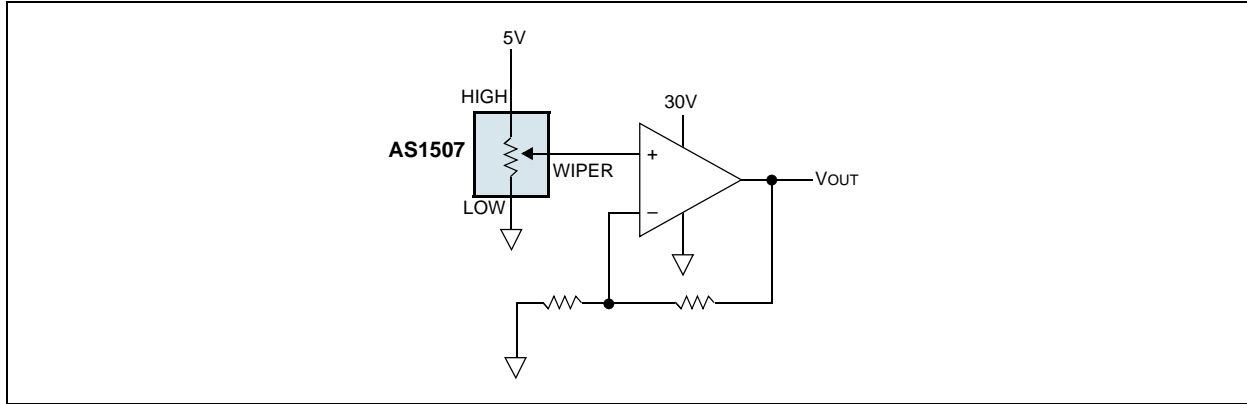 5V
HIGH
30V
AS1507
+
WIPER
VOUT
LOW
–